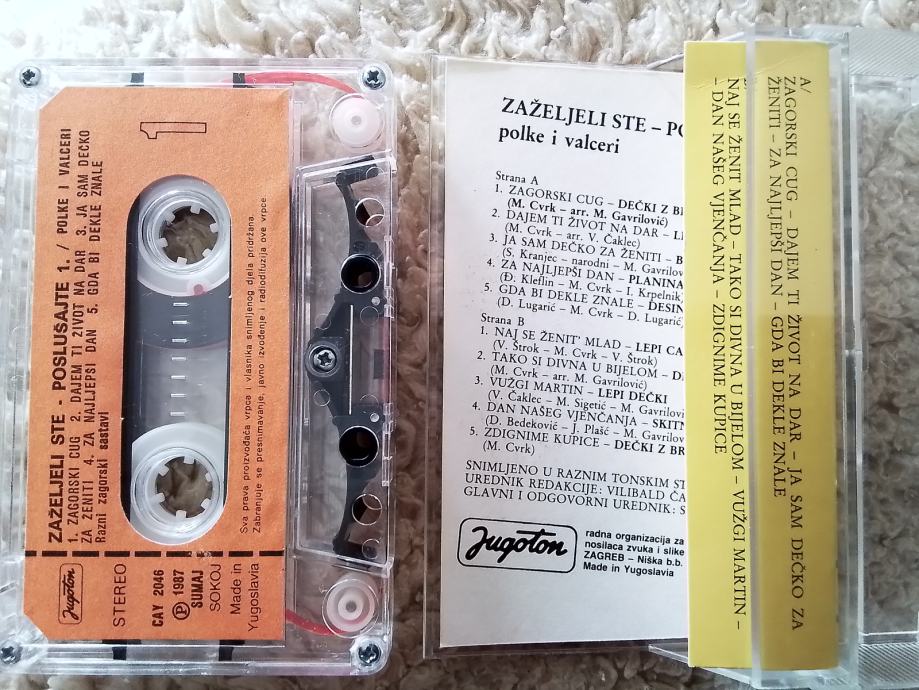 ZAŽELJELI STE - POSLUŠAJTE 1. / POLKE I VALCERI
1. ZAGORSKI CUG 2. DAJEM TI ŽIVOT NA DAR 3. JA SAM DEČKO
ZA ŽENITI 4. ZA NAJLJEPŠI DAN 5. GDA BI DEKLE ZNALE
Razni zagorski sastavi
1
Sva prava proizvođača vrpca i vlasnika snimljenog djela pridržana.
Zabranjuje se presnimavanje, javno izvođenje i radiodifuzija ove vrpce.
Jugoton
STEREO
CAY 2046
Ⓟ 1987
SUMAJ
SOKOJ
Made in
Yugoslavia
ZAŽELJELI STE –
polke i valceri
Strana A
1. ZAGORSKI CUG – DEČKI Z
(M. Cvrk – arr. M. Gavrilović)
2. DAJEM TI ŽIVOT NA DAR –
(M. Cvrk – arr. V. Čaklec)
3. JA SAM DEČKO ZA ŽENITI –
(S. Kranjec – narodni – M. Gavrilov
4. ZA NAJLJEPŠI DAN – PLANINA
(Đ. Kleflin – M. Cvrk – I. Krpelnik
5. GDA BI DEKLE ZNALE –
(D. Lugarić – M. Cvrk – D. Lugarić
Strana B
1. NAJ SE ŽENIT' MLAD – LEPI
(V. Štrok – M. Cvrk – V. Štrok)
2. TAKO SI DIVNA U BIJELOM –
(M. Cvrk – arr. M. Gavrilović)
3. VUŽGI MARTIN – LEPI DEČKI
(V. Čaklec – M. Sigetić – M. Gavrilov
4. DAN NAŠEG VJENČANJA – SKITN
(D. Bedeković – J. Plašć – M. Gavrilov
5. ZDIGNIME KUPICE – DEČKI Z BR
(M. Cvrk)
SNIMLJENO U RAZNIM TONSKIM ST
UREDNIK REDAKCIJE: VILIBALD ČA
GLAVNI I ODGOVORNI UREDNIK: S
Jugoton
radna organizacija za
nosilaca zvuka i slike
ZAGREB – Niška b.b.
Made in Yugoslavia
A/
ZAGORSKI CUG – DAJEM TI ŽIVOT NA DAR – JA SAM DEČKO ZA
ŽENITI – ZA NAJLJEPŠI DAN – GDA BI DEKLE ZNALE
NAJ SE ŽENIT MLAD – TAKO SI DIVNA U BIJELOM – VUŽGI MARTIN –
– DAN NAŠEG VJENČANJA – ZDIGNIME KUPICE